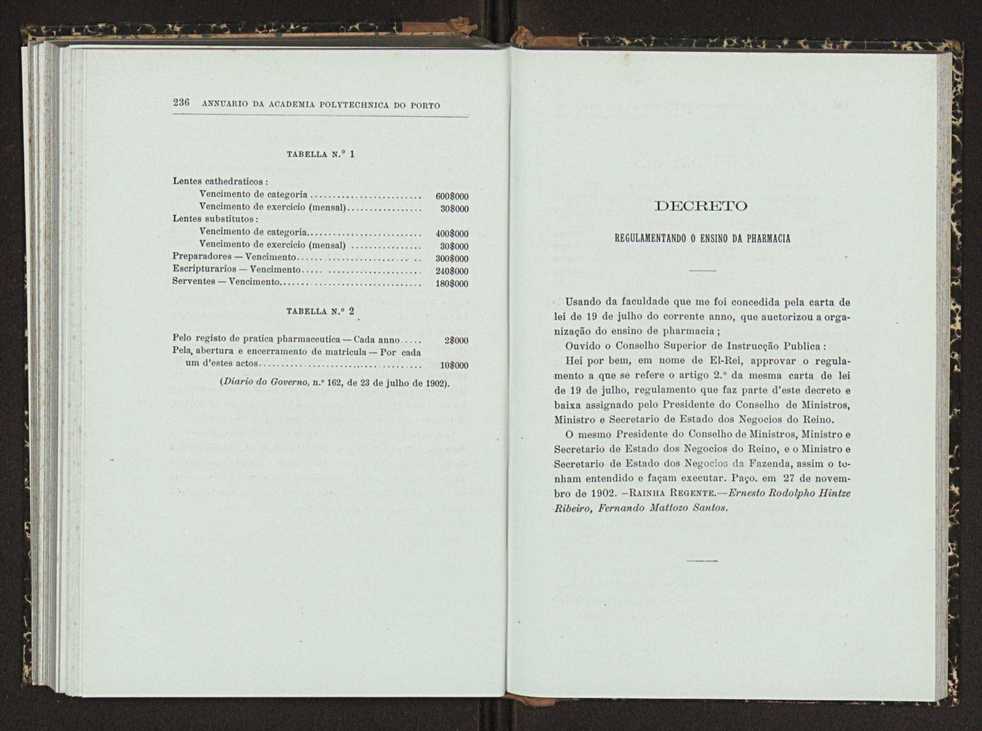 236 ANNUARIO DA ACADEMIA POLYTECHNICA DO PORTO
TABELLA N.º 1
Lentes cathedraticos :
Vencimento de categoria ......................... 600$000
Vencimento de exercicio (mensal)................. 30$000
Lentes substitutos :
Vencimento de categoria.......................... 400$000
Vencimento de exercicio (mensal) ................ 30$000
Preparadores — Vencimento............................ 300$000
Escripturarios — Vencimento.......................... 240$000
Serventes — Vencimento............................... 180$000
TABELLA N.º 2
Pelo registo de pratica pharmaceutica — Cada anno..... 2$000
Pela abertura e encerramento de matricula — Por cada
um d'estes actos.................................... 10$000
(Diario do Governo, n.º 162, de 23 de julho de 1902).
DECRETO
REGULAMENTANDO O ENSINO DA PHARMACIA
Usando da faculdade que me foi concedida pela carta de
lei de 19 de julho do corrente anno, que auctorizou a orga-
nização do ensino de pharmacia ;
Ouvido o Conselho Superior de Instrucção Publica :
Hei por bem, em nome de El-Rei, approvar o regula-
mento a que se refere o artigo 2.º da mesma carta de lei
de 19 de julho, regulamento que faz parte d'este decreto e
baixa assignado pelo Presidente do Conselho de Ministros,
Ministro e Secretario de Estado dos Negocios do Reino.
O mesmo Presidente do Conselho de Ministros, Ministro e
Secretario de Estado dos Negocios do Reino, e o Ministro e
Secretario de Estado dos Negocios da Fazenda, assim o te-
nham entendido e façam executar. Paço. em 27 de novem-
bro de 1902. —RAINHA REGENTE.—Ernesto Rodolpho Hintze
Ribeiro, Fernando Mattozo Santos.